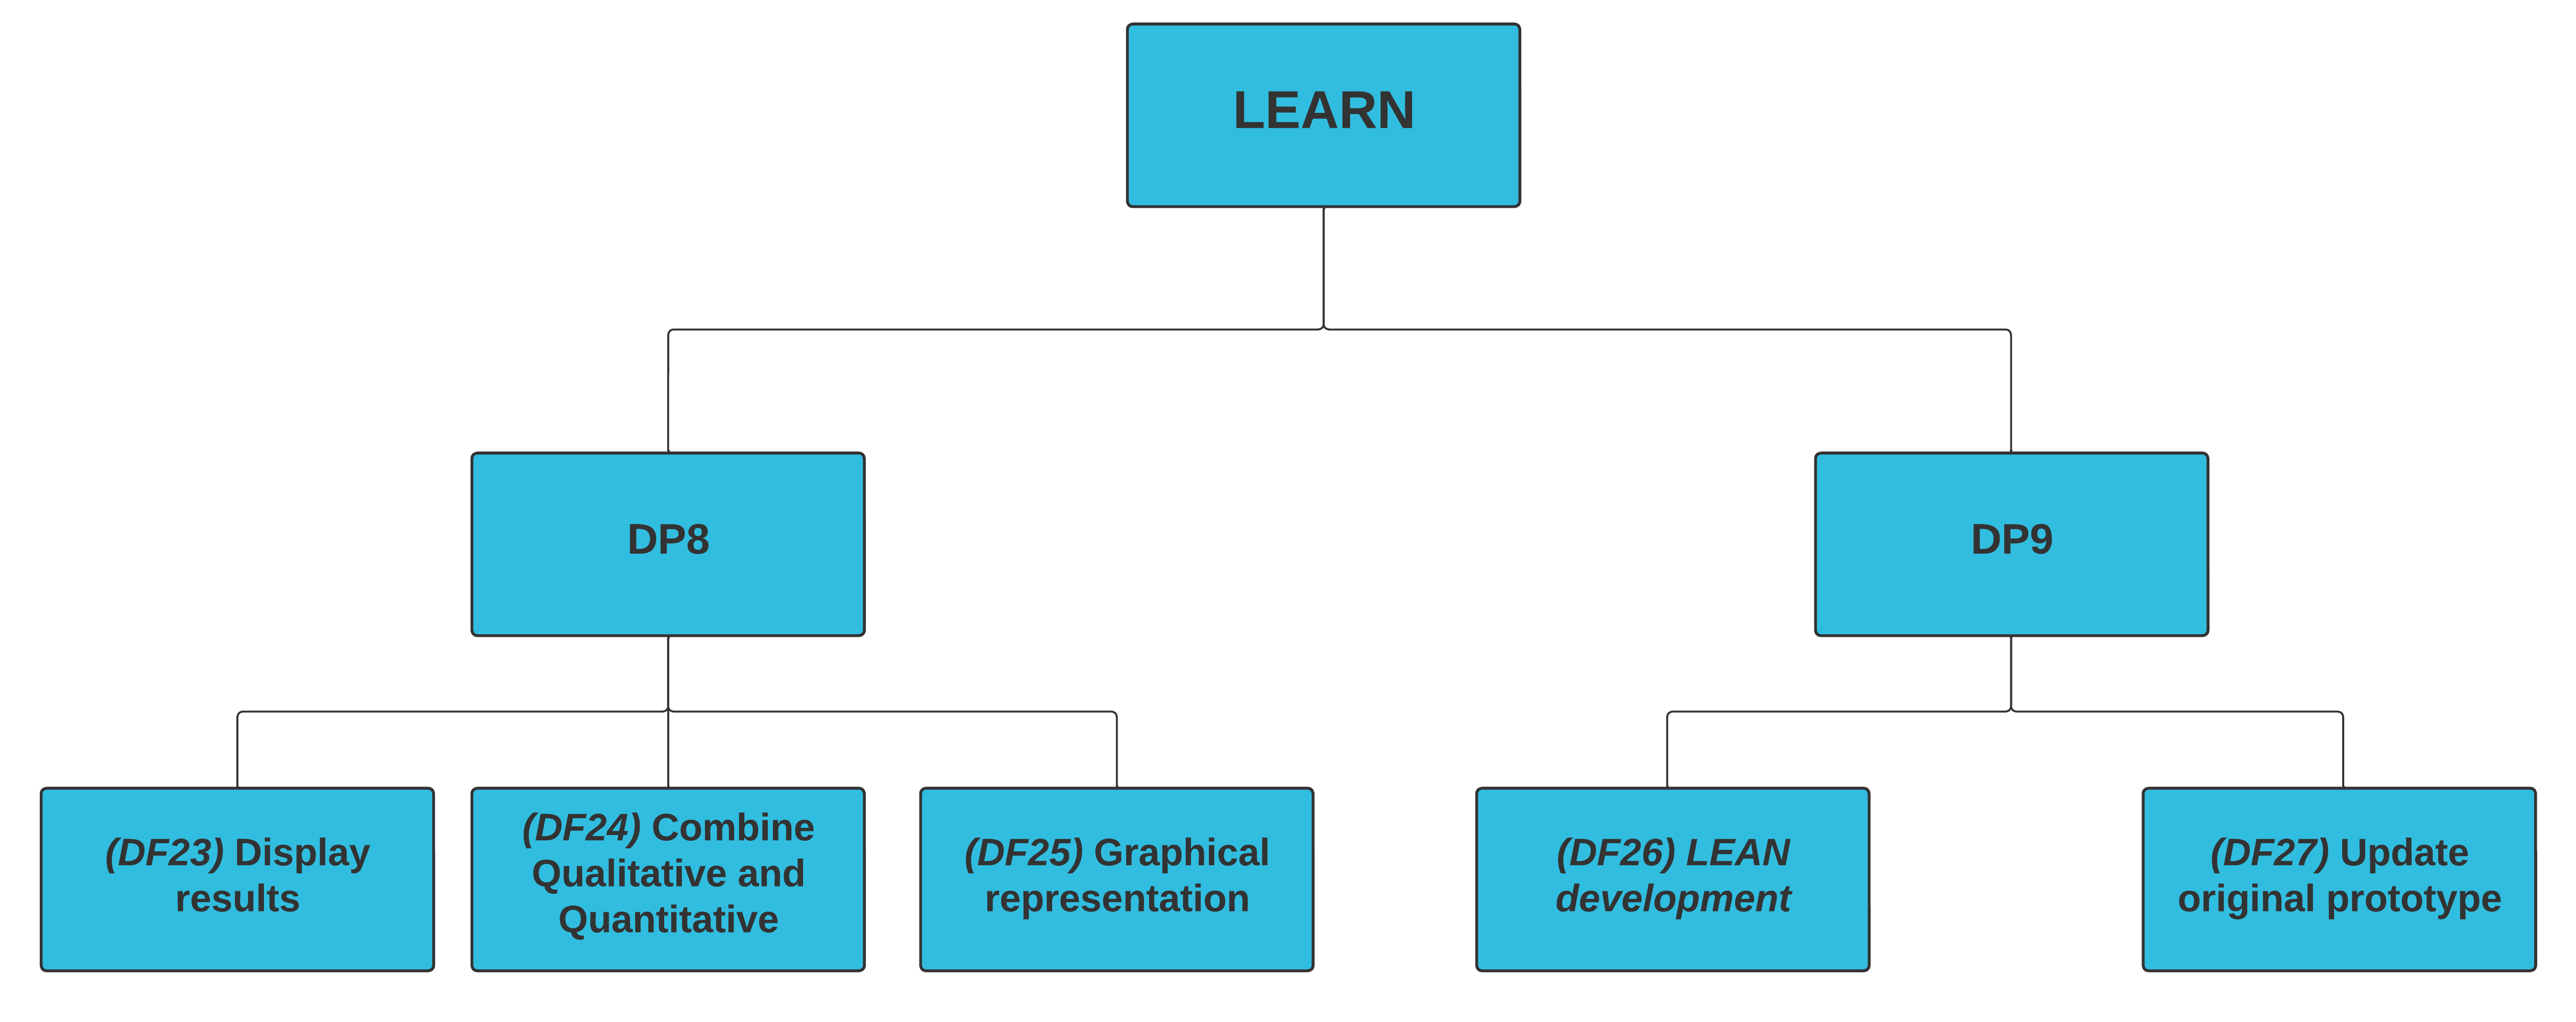 LEARN
DP8
DP9
(DF23) Display
results
(DF24) Combine
Qualitative and
Quantitative
(DF25) Graphical
representation
(DF26) LEAN
development
(DF27) Update
original prototype